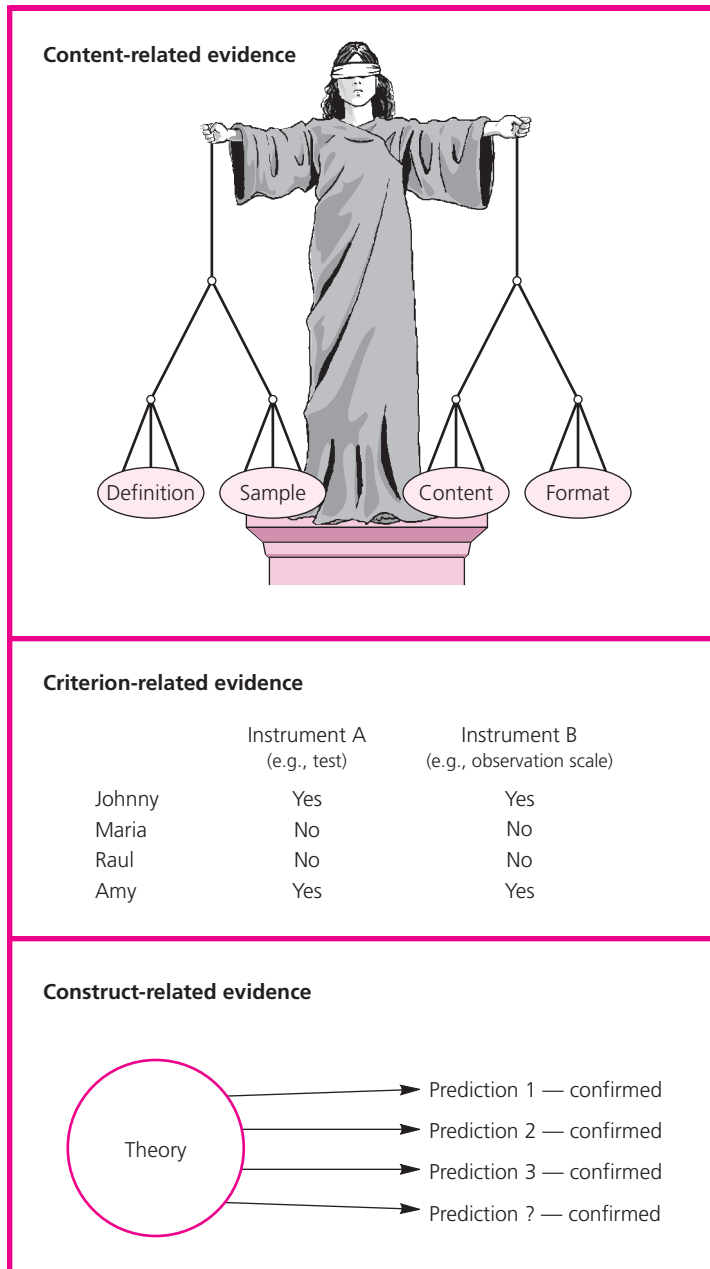 Content-related evidence
Definition Sample Content Format
Criterion-related evidence
Instrument A Instrument B
(e.g., test) (e.g., observation scale)
Johnny Yes Yes
Maria No No
Raul No No
Amy Yes Yes
Construct-related evidence
Theory
Prediction 1 — confirmed
Prediction 2 — confirmed
Prediction 3 — confirmed
Prediction ? — confirmed